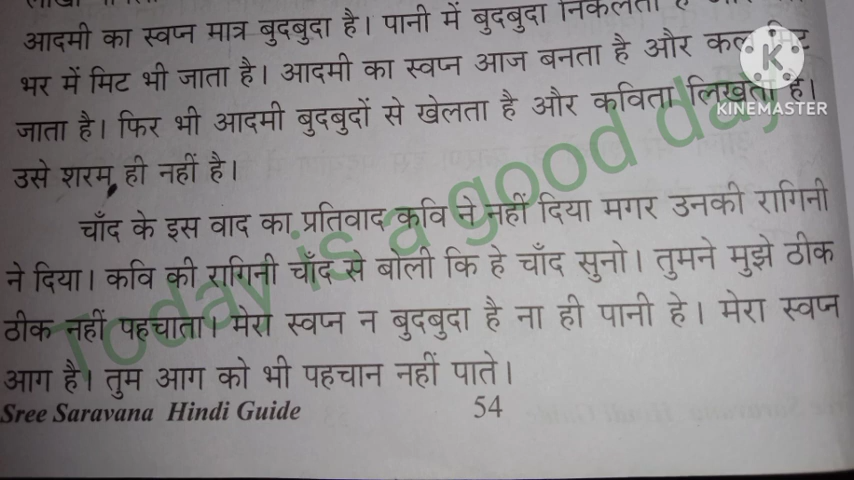 आदमी का स्वप्न मात्र बुदबुदा है। पानी में बुदबुदा निकलता है
भर में मिट भी जाता है। आदमी का स्वप्न आज बनता है और कल मिट
जाता है। फिर भी आदमी बुदबुदों से खेलता है और कविता लिखता है।
उसे शरम ही नहीं है।
चाँद के इस वाद का प्रतिवाद कवि ने नहीं दिया मगर उनकी रागिनी
ने दिया। कवि की रागिनी चाँद से बोली कि हे चाँद सुनो। तुमने मुझे ठीक
ठीक नहीं पहचाता। मेरा स्वप्न न बुदबुदा है ना ही पानी हे। मेरा स्वप्न
आग है। तुम आग को भी पहचान नहीं पाते।
Sree Saravana Hindi Guide 54
Today is a good day
K
KINEMASTER